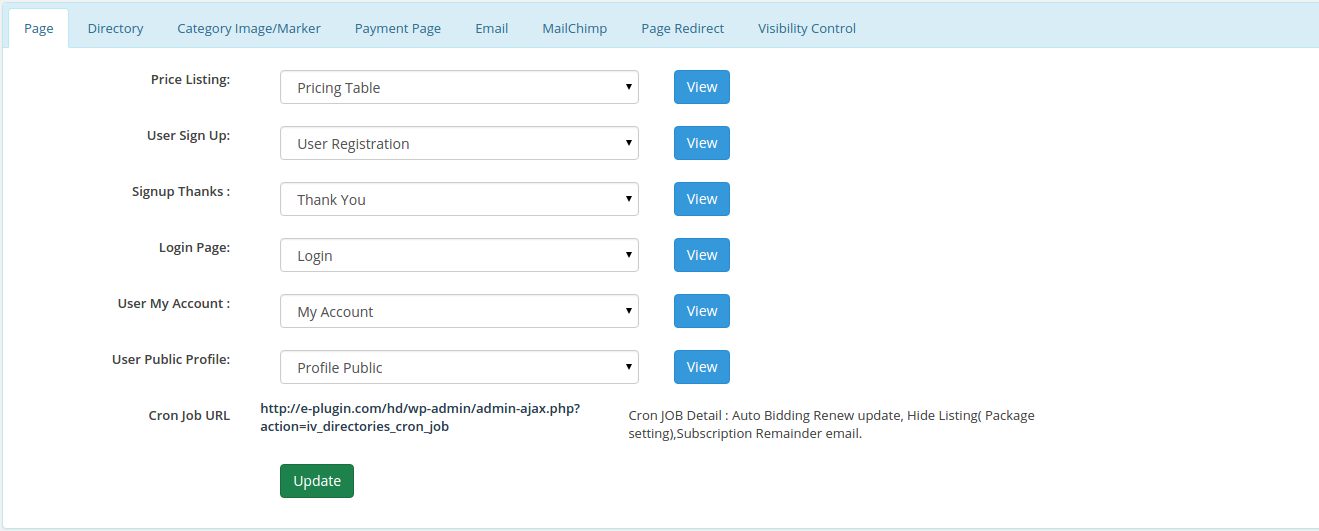 Page Directory Category Image/Marker Payment Page Email MailChimp Page Redirect Visibility Control
Price Listing: Pricing Table View
User Sign Up: User Registration View
Signup Thanks : Thank You View
Login Page: Login View
User My Account : My Account View
User Public Profile: Profile Public View
Cron Job URL
http://e-plugin.com/hd/wp-admin/admin-ajax.php?
action=iv_directories_cron_job
Cron JOB Detail : Auto Bidding Renew update, Hide Listing( Package
setting),Subscription Remainder email.
Update